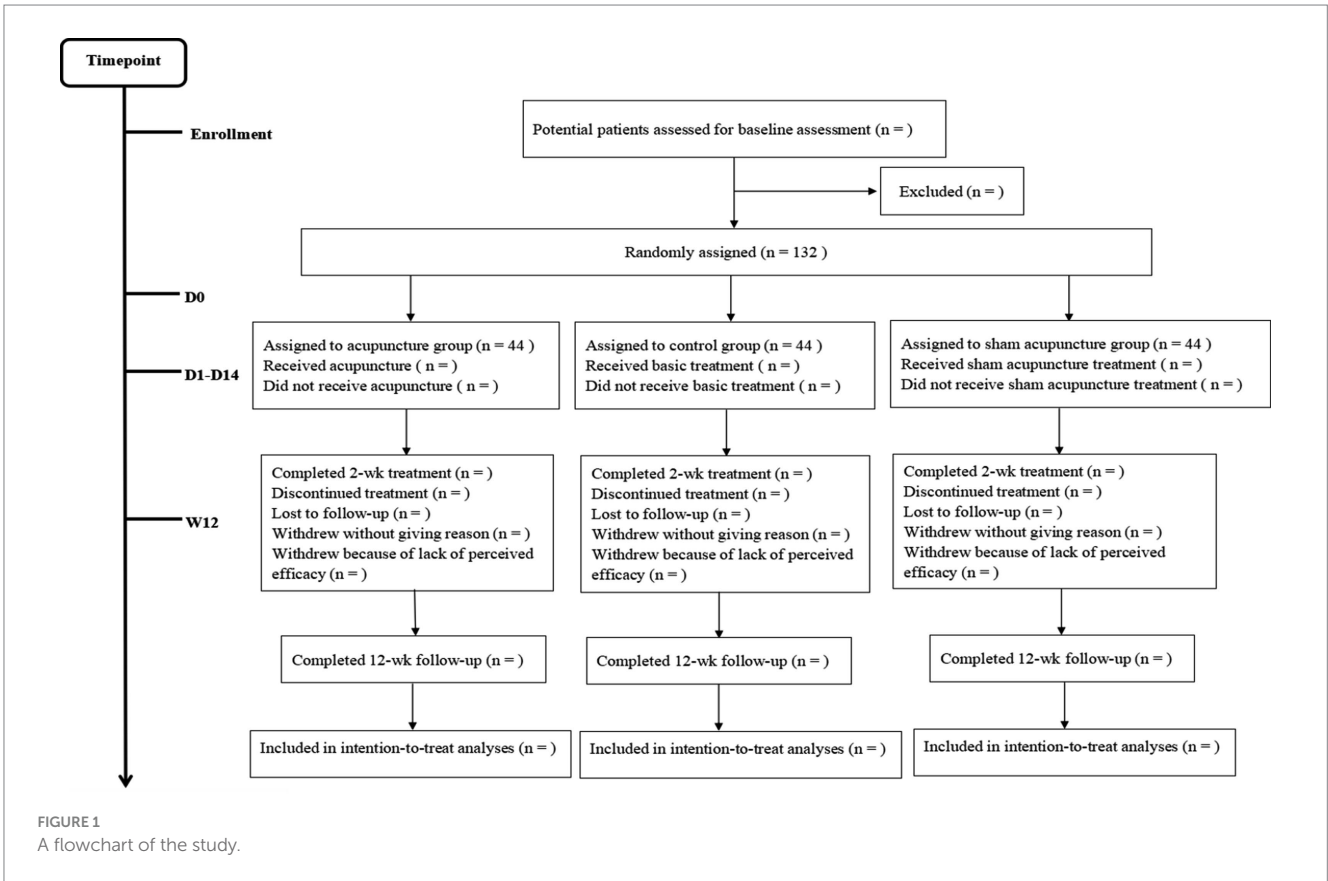 Timepoint
Enrollment
D0
D1-D14
W12
Potential patients assessed for baseline assessment (n = )
Excluded (n = )
Randomly assigned (n = 132 )
Assigned to acupuncture group (n = 44 )
Received acupuncture ( n = )
Did not receive acupuncture ( n = )
Assigned to control group (n = 44 )
Received basic treatment ( n = )
Did not receive basic treatment ( n = )
Assigned to sham acupuncture group ( n = 44 )
Received sham acupuncture treatment ( n = )
Did not receive sham acupuncture treatment ( n = )
Completed 2-wk treatment (n = )
Discontinued treatment (n = )
Lost to follow-up (n = )
Withdrew without giving reason (n = )
Withdrew because of lack of perceived
efficacy (n = )
Completed 2-wk treatment (n = )
Discontinued treatment (n = )
Lost to follow-up (n = )
Withdrew without giving reason (n = )
Withdrew because of lack of perceived
efficacy (n = )
Completed 2-wk treatment (n = )
Discontinued treatment (n = )
Lost to follow-up (n = )
Withdrew without giving reason (n = )
Withdrew because of lack of perceived
efficacy (n = )
Completed 12-wk follow-up (n = )
Completed 12-wk follow-up (n = )
Completed 12-wk follow-up (n = )
Included in intention-to-treat analyses (n = )
Included in intention-to-treat analyses (n = )
Included in intention-to-treat analyses (n = )
FIGURE 1
A flowchart of the study.